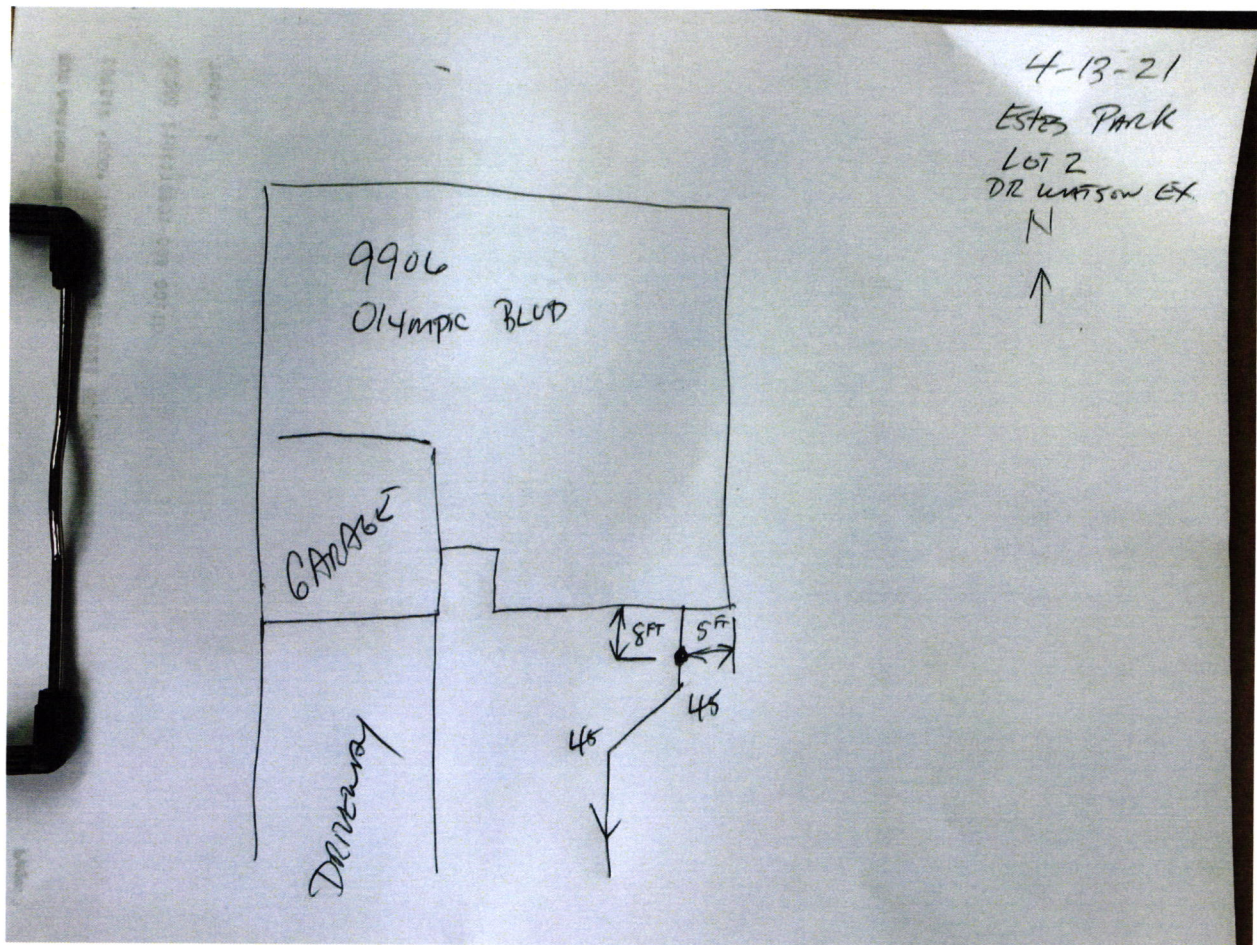 4-13-21
ESTES PARK
LOT 2
DR WATSON EX
N
9906
Olympic BLVD
GARAGE
8FT 5FT
45
45
DRIVEWAY